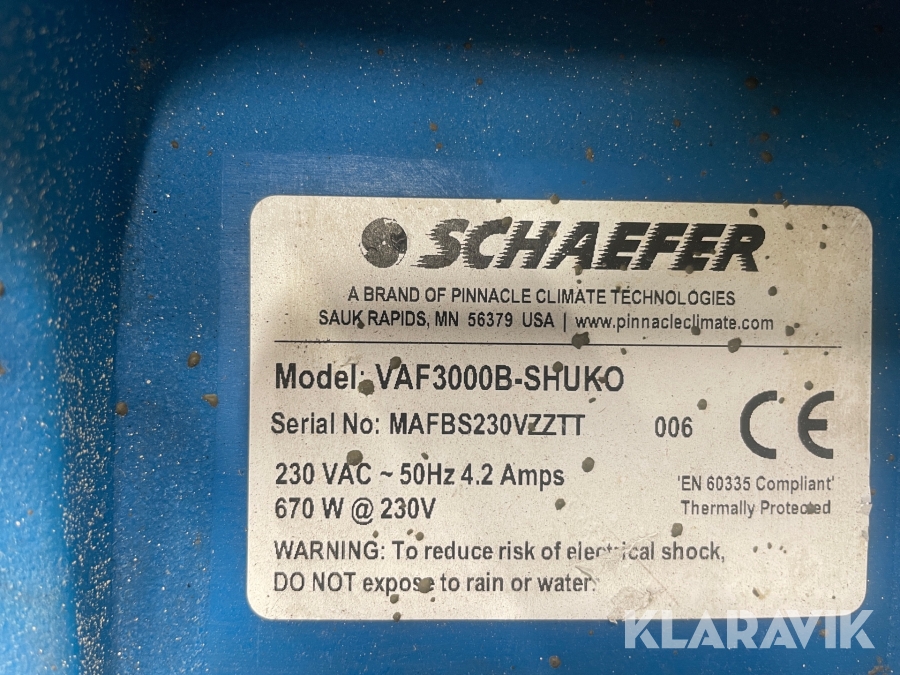 SCHAEFER
A BRAND OF PINNACLE CLIMATE TECHNOLOGIES
SAUK RAPIDS, MN 56379 USA | www.pinnacleclimate.com
Model: VAF3000B-SHUKO
Serial No: MAFBS230VZZTT 006 CE
230 VAC ~ 50Hz 4.2 Amps
670 W @ 230V
'EN 60335 Compliant'
Thermally Protected
WARNING: To reduce risk of electrical shock,
DO NOT expose to rain or water.
KLARAVIK